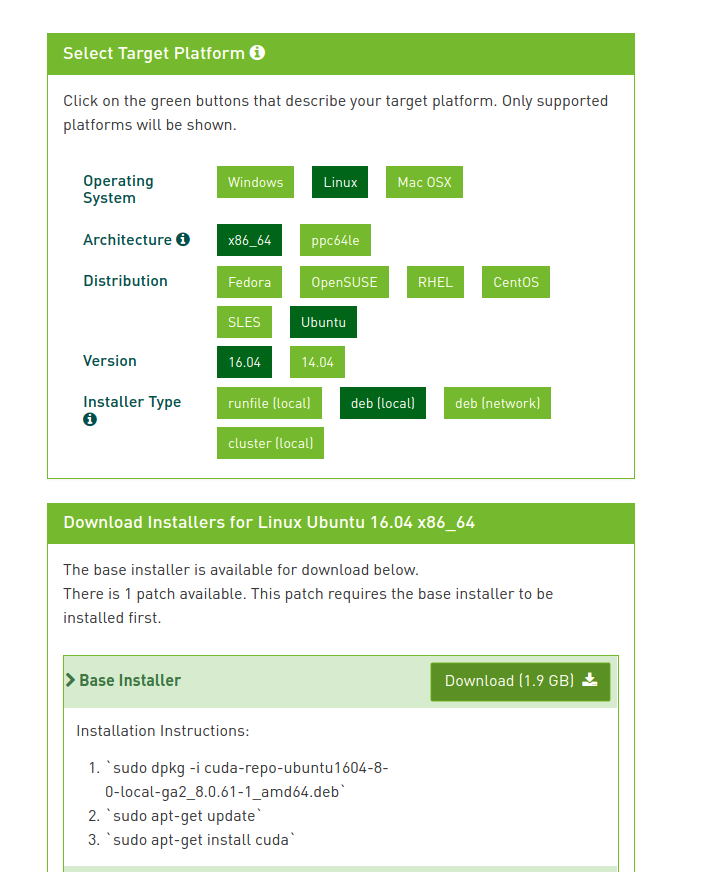 Select Target Platform
Click on the green buttons that describe your target platform. Only supported
platforms will be shown.
Operating
System
Windows
Linux
Mac OSX
Architecture
x86_64
ppc64le
Distribution
Fedora
OpenSUSE
RHEL
CentOS
SLES
Ubuntu
Version
16.04
14.04
Installer Type
runfile (local)
deb (local)
deb (network)
cluster (local)
Download Installers for Linux Ubuntu 16.04 x86_64
The base installer is available for download below.
There is 1 patch available. This patch requires the base installer to be
installed first.
Base Installer
Download (1.9 GB)
Installation Instructions:
1. `sudo dpkg -i cuda-repo-ubuntu1604-8-
0-local-ga2_8.0.61-1_amd64.deb`
2. `sudo apt-get update`
3. `sudo apt-get install cuda`